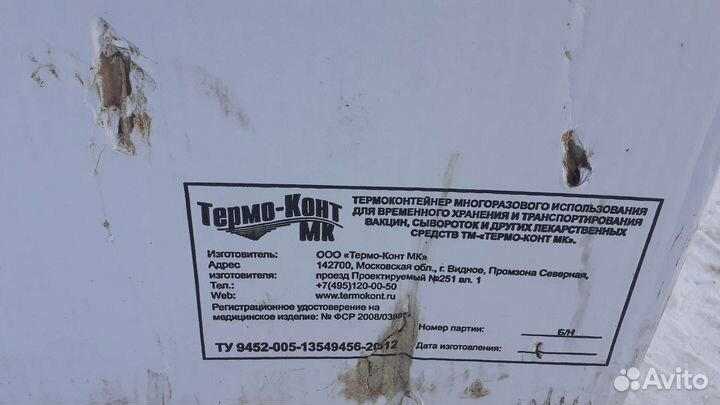 Термо-Конт
МК
ТЕРМОКОНТЕЙНЕР МНОГОРАЗОВОГО ИСПОЛЬЗОВАНИЯ
ДЛЯ ВРЕМЕННОГО ХРАНЕНИЯ И ТРАНСПОРТИРОВАНИЯ
ВАКЦИН, СЫВОРОТОК И ДРУГИХ ЛЕКАРСТВЕННЫХ
СРЕДСТВ ТМ-«ТЕРМО-КОНТ МК».
Изготовитель: ООО «Термо-Конт МК»
Адрес 142700, Московская обл., г. Видное, Промзона Северная,
изготовителя: проезд Проектируемый №251 вл. 1
Тел.: +7(495)120-00-50
Web: www.termokont.ru
Регистрационное удостоверение на
медицинское изделие: № ФСР 2008/03885
Номер партии: Б/Н
ТУ 9452-005-13549456-2012 Дата изготовления:
Avito